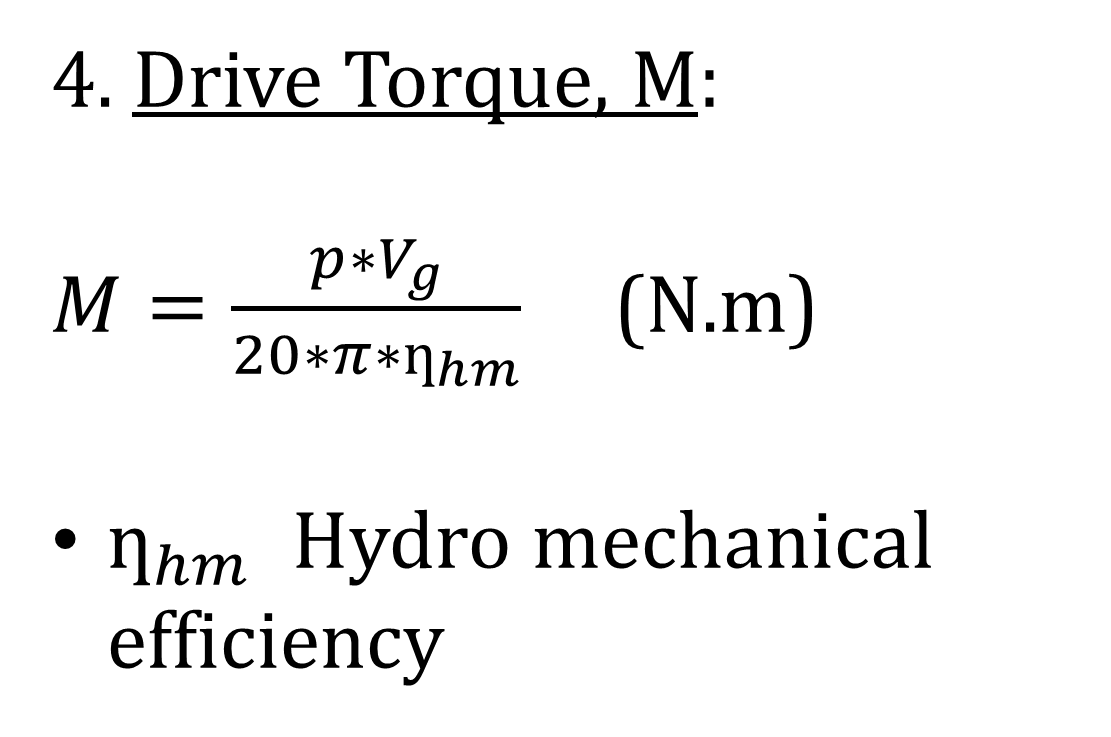 4. Drive Torque, M:
M = p*Vg / 20*π*ηhm (N.m)
• ηhm Hydro mechanical
efficiency